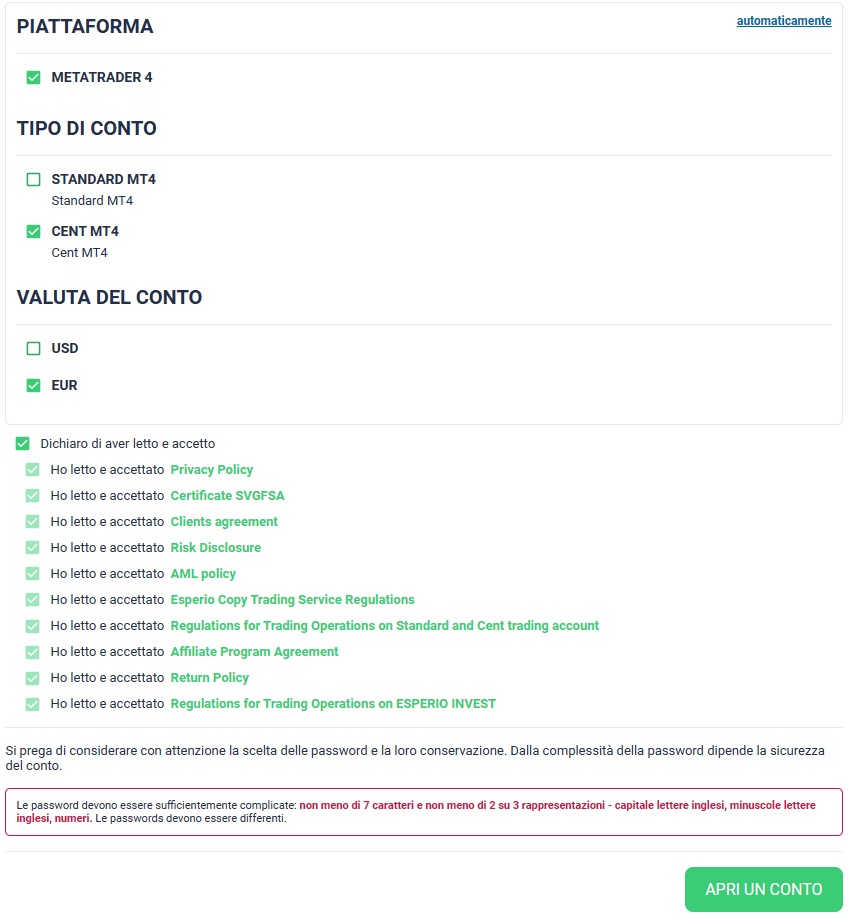 PIATTAFORMA
automaticamente
METATRADER 4
TIPO DI CONTO
STANDARD MT4
Standard MT4
CENT MT4
Cent MT4
VALUTA DEL CONTO
USD
EUR
Dichiaro di aver letto e accetto
Ho letto e accettato Privacy Policy
Ho letto e accettato Certificate SVGFSA
Ho letto e accettato Clients agreement
Ho letto e accettato Risk Disclosure
Ho letto e accettato AML policy
Ho letto e accettato Esperio Copy Trading Service Regulations
Ho letto e accettato Regulations for Trading Operations on Standard and Cent trading account
Ho letto e accettato Affiliate Program Agreement
Ho letto e accettato Return Policy
Ho letto e accettato Regulations for Trading Operations on ESPERIO INVEST
Si prega di considerare con attenzione la scelta delle password e la loro conservazione. Dalla complessità della password dipende la sicurezza
del conto.
Le password devono essere sufficientemente complicate: non meno di 7 caratteri e non meno di 2 su 3 rappresentazioni - capitale lettere inglesi, minuscole lettere
inglesi, numeri. Le passwords devono essere differenti.
APRI UN CONTO